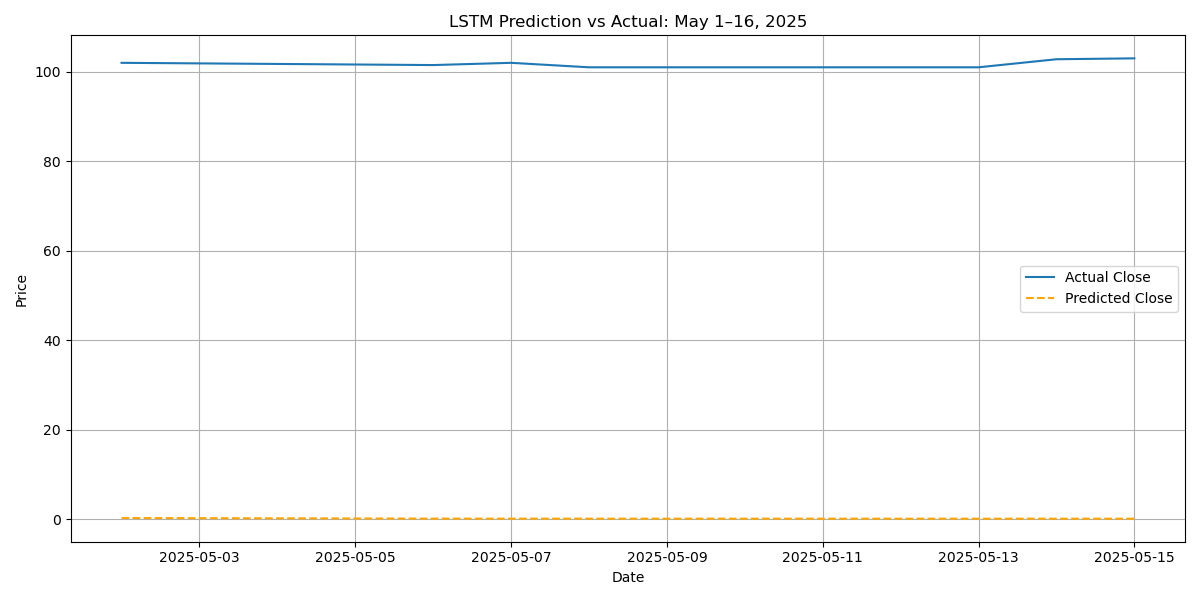 LSTM Prediction vs Actual: May 1–16, 2025
100
80
60
40
20
0
Price
Actual Close
Predicted Close
2025-05-03
2025-05-05
2025-05-07
2025-05-09
2025-05-11
2025-05-13
2025-05-15
Date